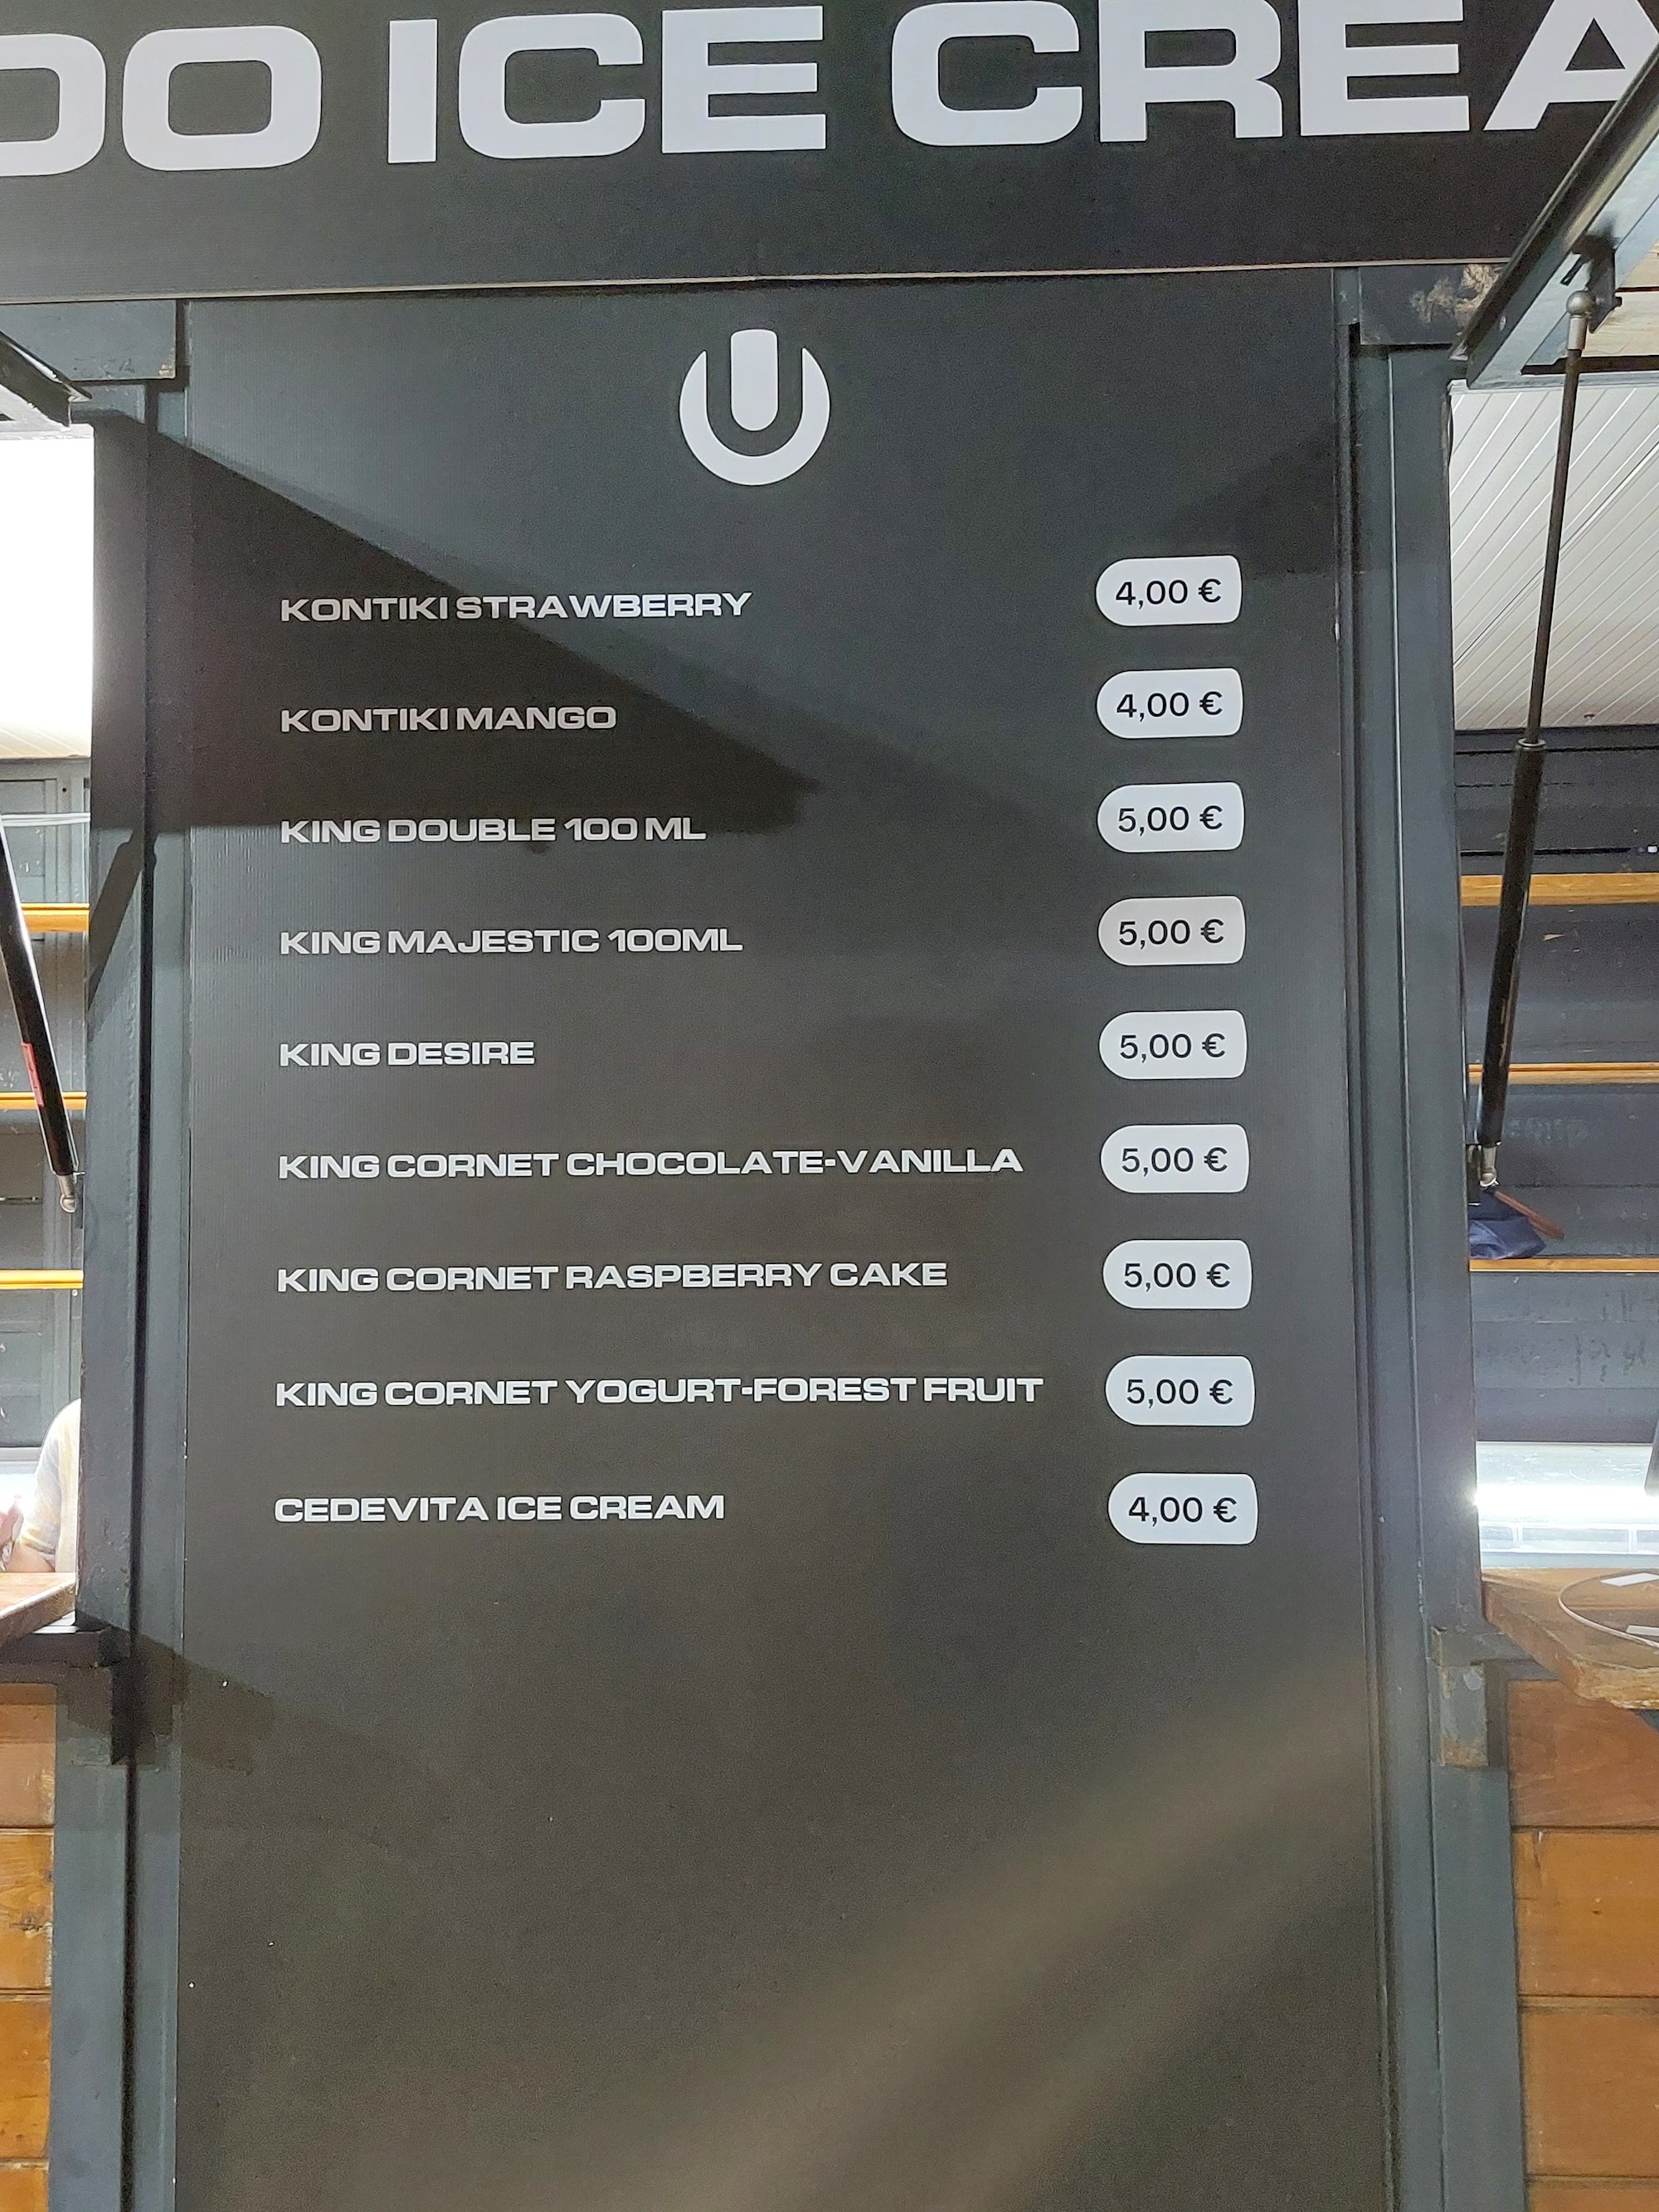 OO ICE CREA
KONTIKI STRAWBERRY 4,00 €
KONTIKI MANGO 4,00 €
KING DOUBLE 100 ML 5,00 €
KING MAJESTIC 100ML 5,00 €
KING DESIRE 5,00 €
KING CORNET CHOCOLATE-VANILLA 5,00 €
KING CORNET RASPBERRY CAKE 5,00 €
KING CORNET YOGURT-FOREST FRUIT 5,00 €
CEDEVITA ICE CREAM 4,00 €